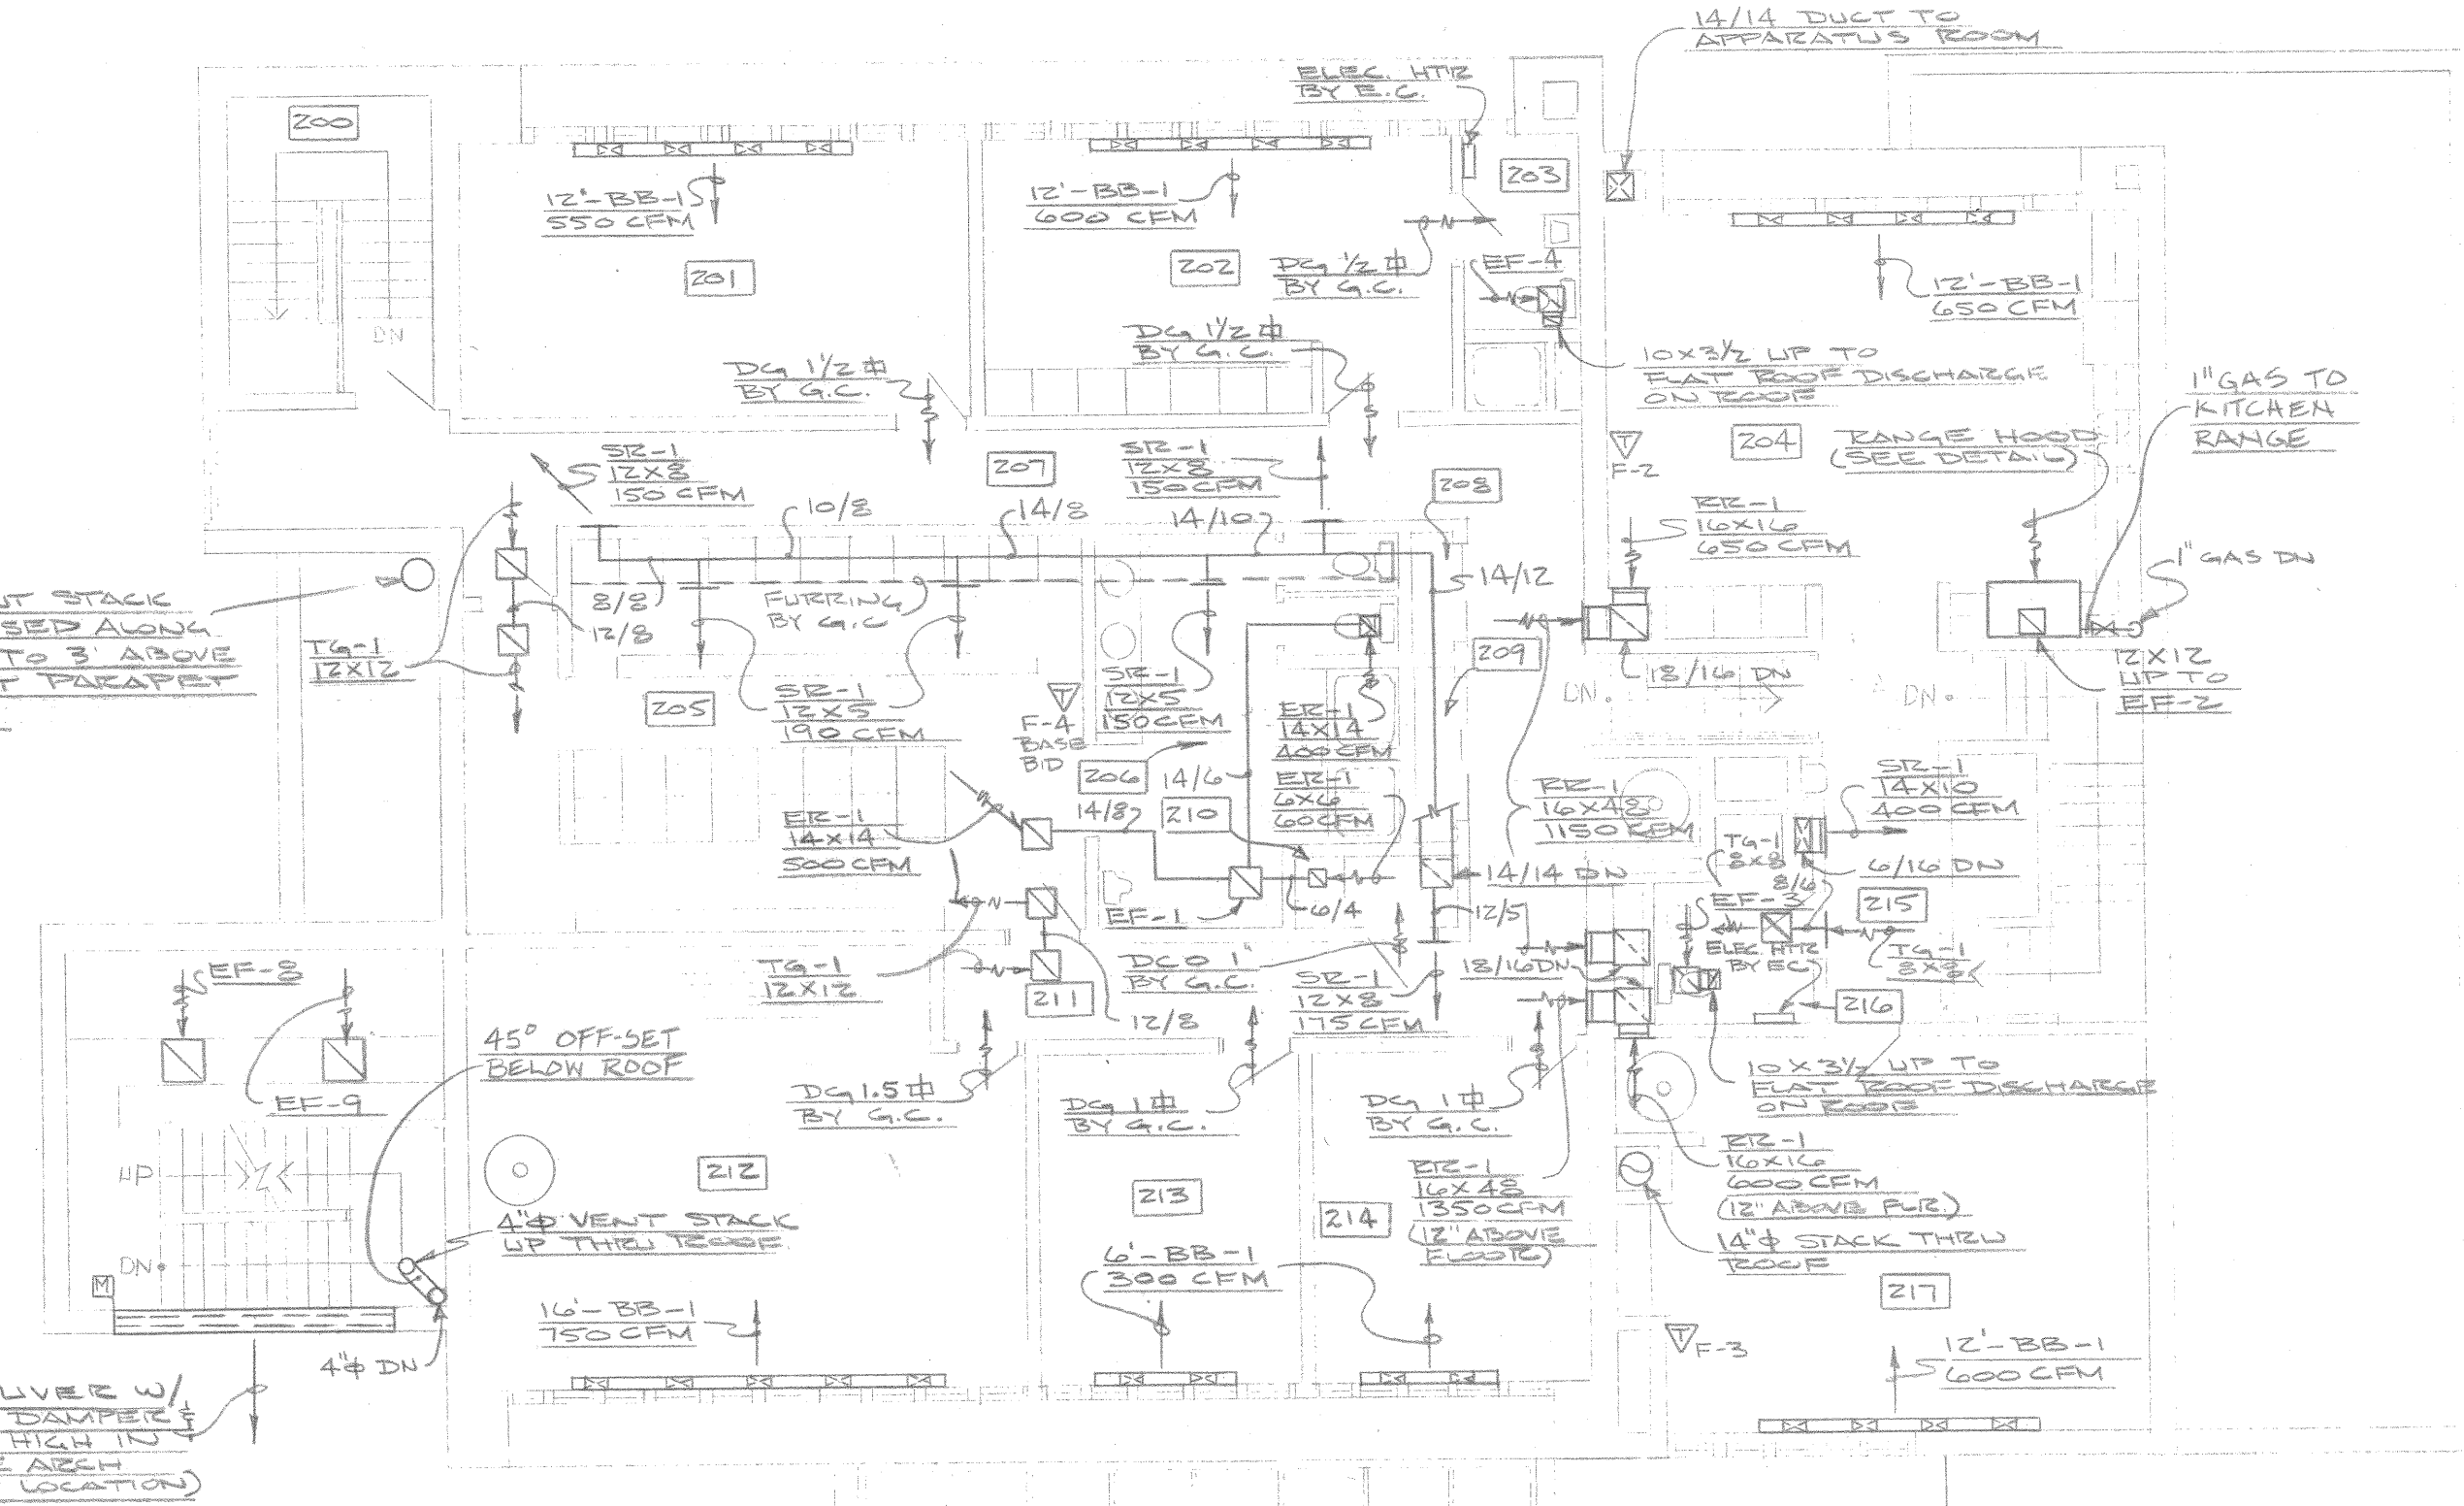 14/14 DUCT TO
APPARATUS ROOM
ELEC. HTR
BY E.C.
200
203
12'-BB-1
550 CFM
12'-BB-1
600 CFM
201
202
DG 1/2 ⏍
BY G.C.
EF-4
12'-BB-1
650 CFM
DN
DG 1/2 ⏍
BY G.C.
DG 1/2 ⏍
BY G.C.
10X3½ UP TO
FLAT ROOF DISCHARGE
ON ROOF
1" GAS TO
KITCHEN
RANGE
T
F-2
204
RANGE HOOD
(SEE DETAIL)
SR-1
12X8
150 CFM
207
SR-1
12X8
150 CFM
208
10/8
14/8
14/10
RR-1
16X16
650 CFM
1" GAS DN
14/12
8/8
FURRING
BY G.C
12/8
STACK
ALONG
TO 3' ABOVE
PARAPET
TG-1
12X12
205
SR-1
12X5
190 CFM
T
F-4
BASE
BID
SR-1
12X5
150 CFM
209
18/16 DN
DN
DN
12X12
UP TO
EF-2
ER-1
14X14
400 CFM
206
14/6
ER-1
6X6
60 CFM
14/8
210
RR-1
16X48
1150 CFM
SR-1
14X10
400 CFM
ER-1
14X14
500 CFM
TG-1
8X8
6/16 DN
14/14 DN
8/6
EF-1
6/4
12/5
EF-3
215
ELEC. HTR
BY EC
TG-1
8X8
EF-8
TG-1
12X12
211
DCO 1"
BY G.C.
SR-1
12X8
175 CFM
18/16 DN
216
12/8
45° OFF-SET
BELOW ROOF
EF-9
DG 1.5 ⏍
BY G.C.
DG 1 ⏍
BY G.C.
DG 1 ⏍
BY G.C.
10X3½ UP TO
FLAT ROOF DISCHARGE
ON ROOF
UP
212
213
214
RR-1
16X48
1350 CFM
(12" ABOVE
FLOOR)
RR-1
16X16
600 CFM
(12" ABOVE FLR.)
4"φ VENT STACK
UP THRU ROOF
14"φ STACK THRU
ROOF
DN
M
6'-BB-1
300 CFM
217
16'-BB-1
750 CFM
T
F-3
12'-BB-1
600 CFM
4"φ DN
W/
DAMPER &
HIGH IN
ARCH
LOCATION)